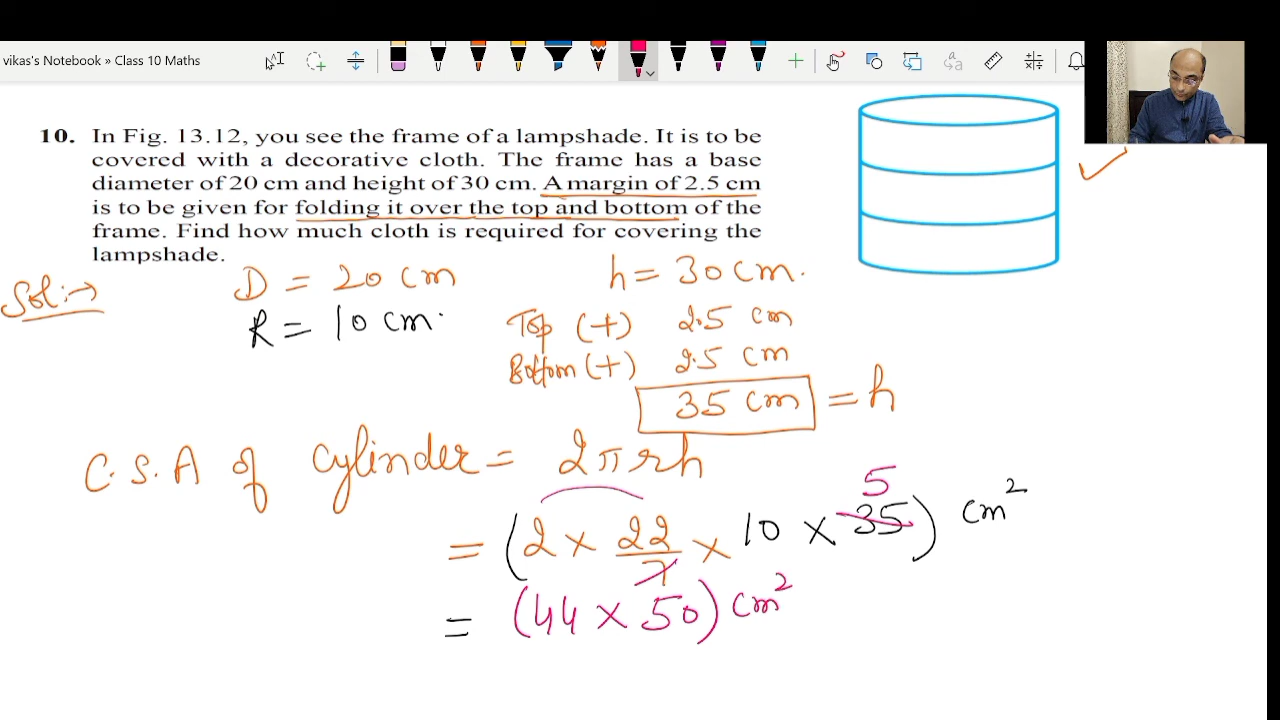 vikas's Notebook » Class 10 Maths
10. In Fig. 13.12, you see the frame of a lampshade. It is to be
covered with a decorative cloth. The frame has a base
diameter of 20 cm and height of 30 cm. A margin of 2.5 cm
is to be given for folding it over the top and bottom of the
frame. Find how much cloth is required for covering the
lampshade.
Sol:→ D = 20 cm h = 30 cm.
R = 10 cm. Top (+) 2.5 cm
Bottom (+) 2.5 cm
35 cm = h
C.S.A of cylinder = 2πrh
= (2 × 22/7 × 10 × 35) cm² 5
= (44 × 50) cm²